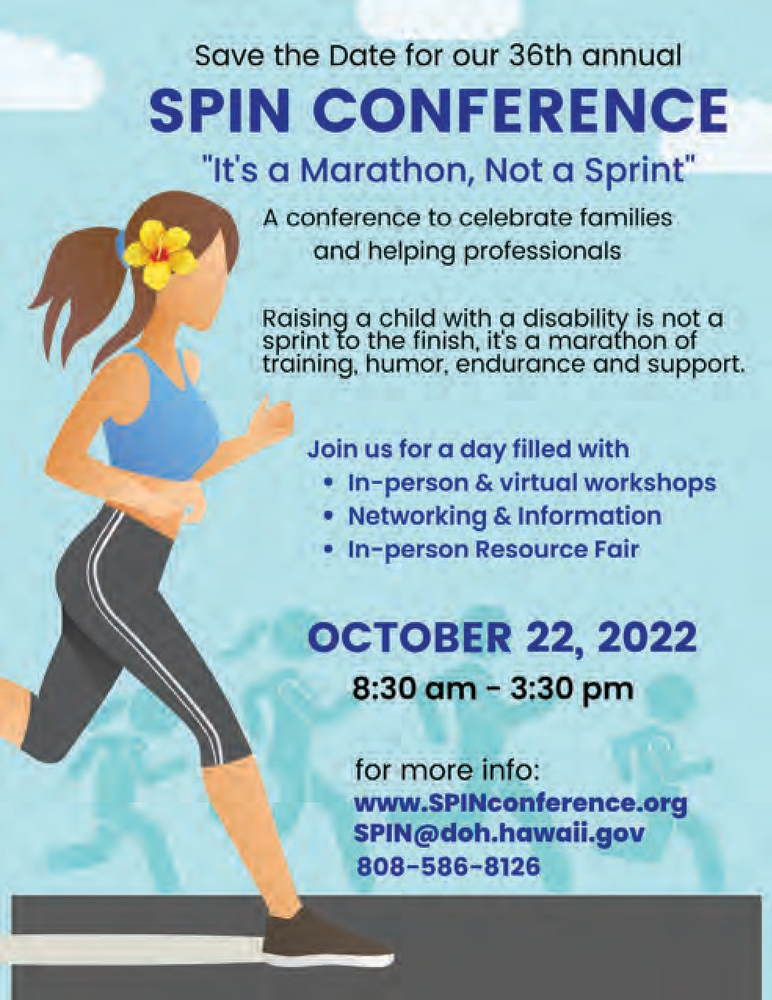 Save the Date for our 36th annual
SPIN CONFERENCE
"It's a Marathon, Not a Sprint"
A conference to celebrate families
and helping professionals
Raising a child with a disability is not a
sprint to the finish, it's a marathon of
training, humor, endurance and support.
Join us for a day filled with
• In-person & virtual workshops
• Networking & Information
• In-person Resource Fair
OCTOBER 22, 2022
8:30 am - 3:30 pm
for more info:
www.SPINconference.org
SPIN@doh.hawaii.gov
808-586-8126